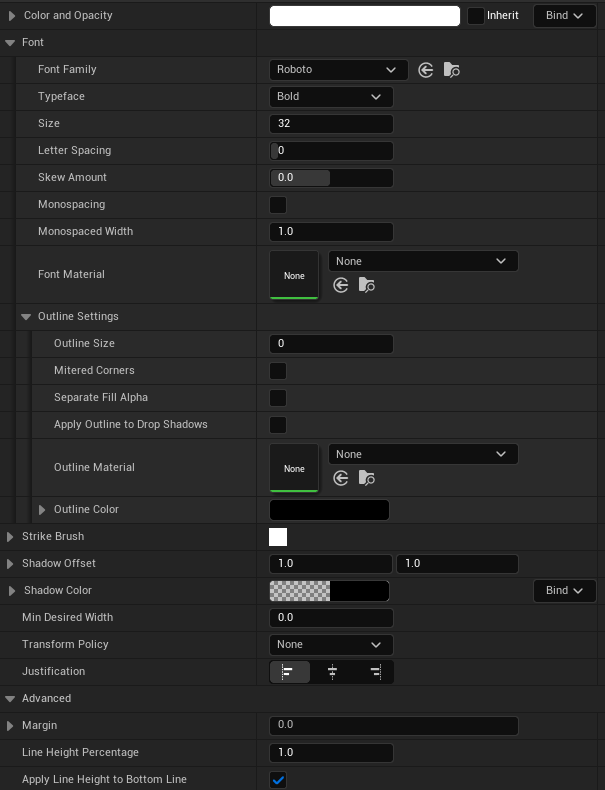 Color and Opacity Inherit Bind
Font
Font Family Roboto
Typeface Bold
Size 32
Letter Spacing 0
Skew Amount 0.0
Monospacing
Monospaced Width 1.0
Font Material None None
Outline Settings
Outline Size 0
Mitered Corners
Separate Fill Alpha
Apply Outline to Drop Shadows
Outline Material None None
Outline Color
Strike Brush
Shadow Offset 1.0 1.0
Shadow Color Bind
Min Desired Width 0.0
Transform Policy None
Justification
Advanced
Margin 0.0
Line Height Percentage 1.0
Apply Line Height to Bottom Line